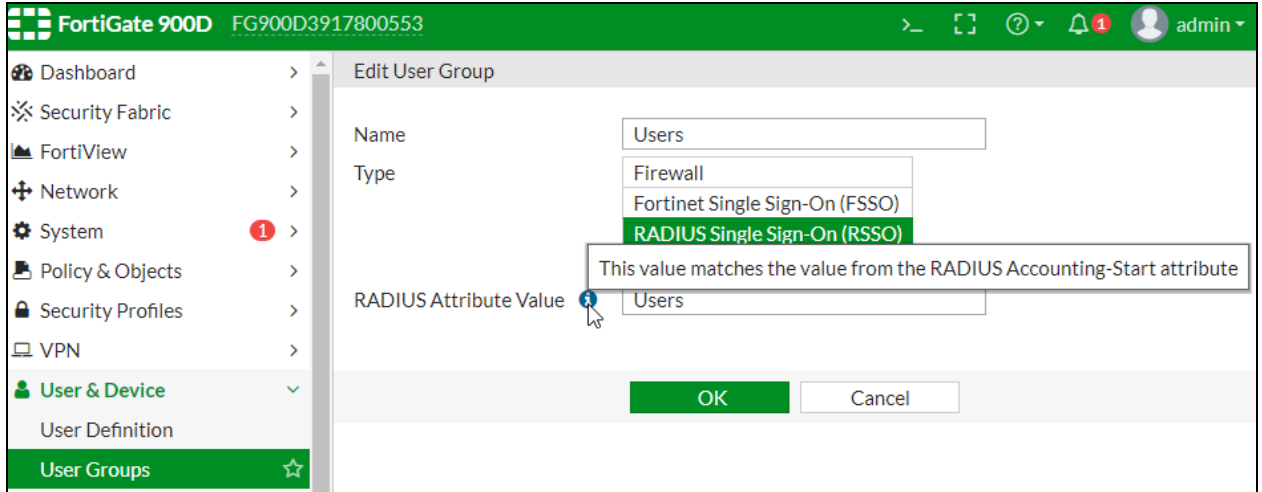 FortiGate 900D FG900D3917800553 >_ 1 admin
Dashboard
Security Fabric
FortiView
Network
System 1
Policy & Objects
Security Profiles
VPN
User & Device
User Definition
User Groups
Edit User Group
Name Users
Type Firewall
Fortinet Single Sign-On (FSSO)
RADIUS Single Sign-On (RSSO)
This value matches the value from the RADIUS Accounting-Start attribute
RADIUS Attribute Value Users
OK Cancel